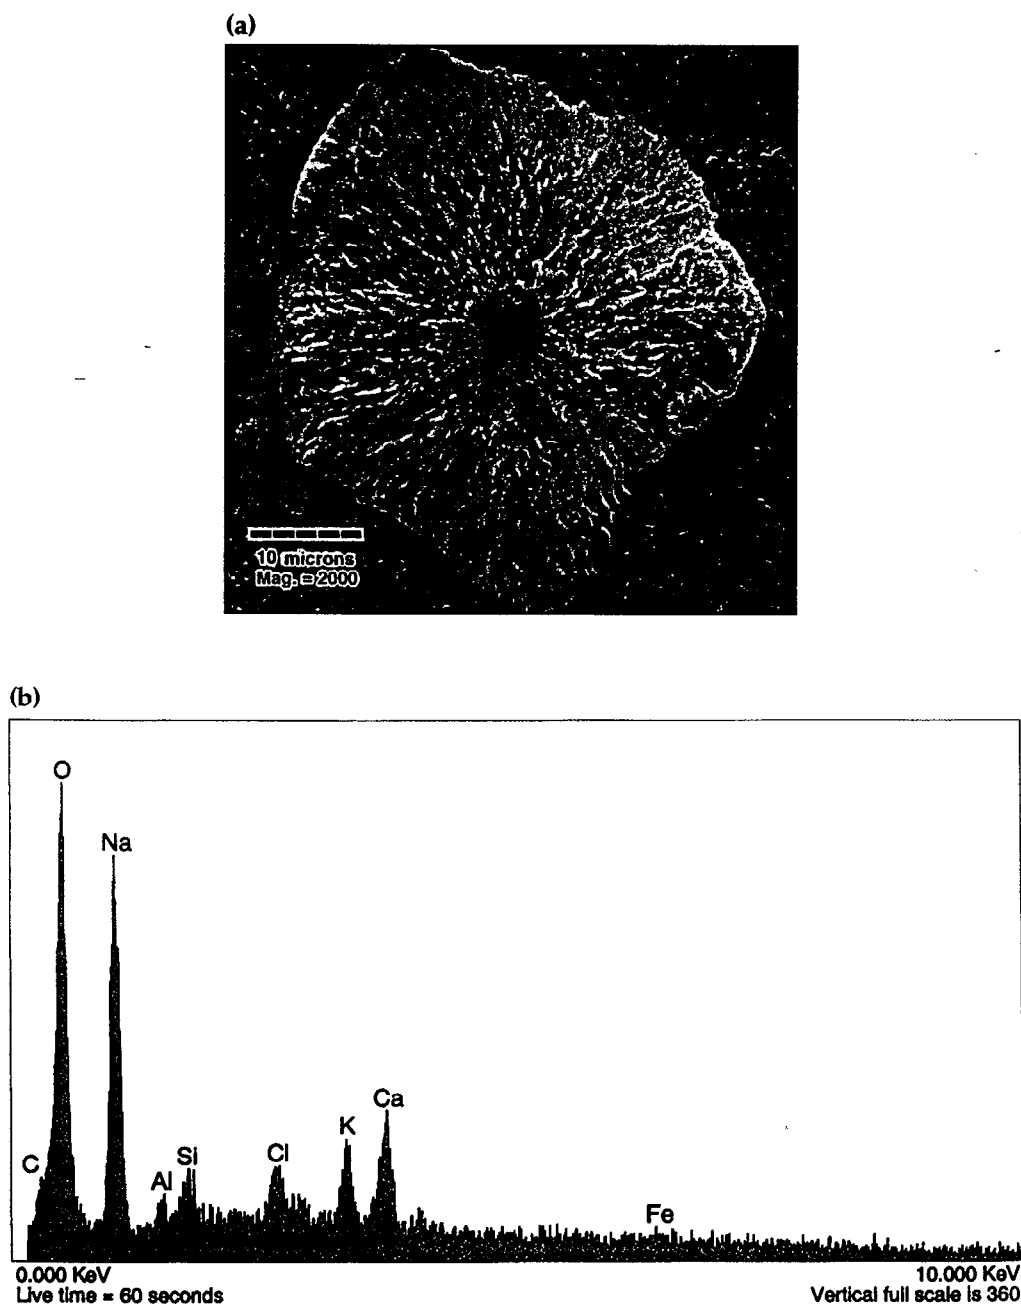 (a)
10 microns
Mag. = 2000
(b)
O
Na
C
Al
Si
Cl
K
Ca
Fe
0.000 KeV
10.000 KeV
Live time = 60 seconds
Vertical full scale is 360